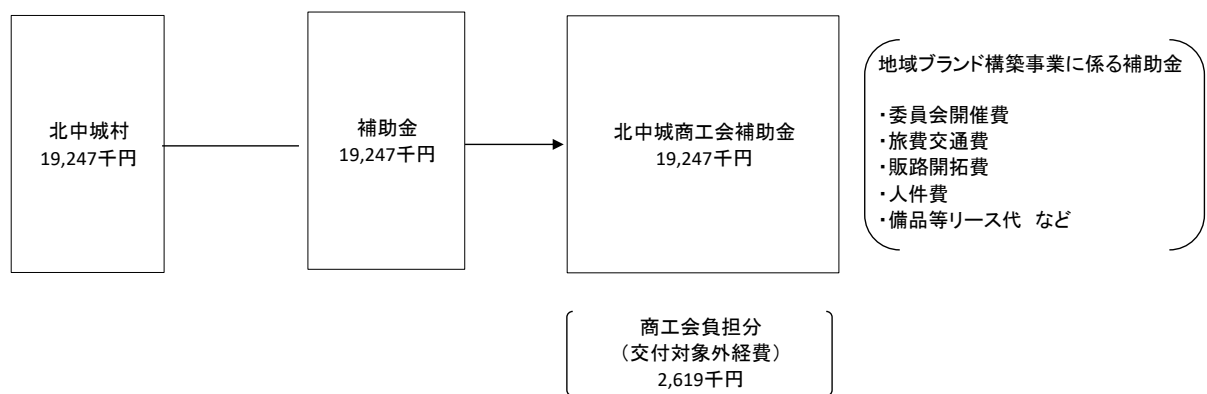 北中城村
19,247千円
補助金
19,247千円
北中城商工会補助金
19,247千円
地域ブランド構築事業に係る補助金
・委員会開催費
・旅費交通費
・販路開拓費
・人件費
・備品等リース代　など
商工会負担分
（交付対象外経費）
2,619千円